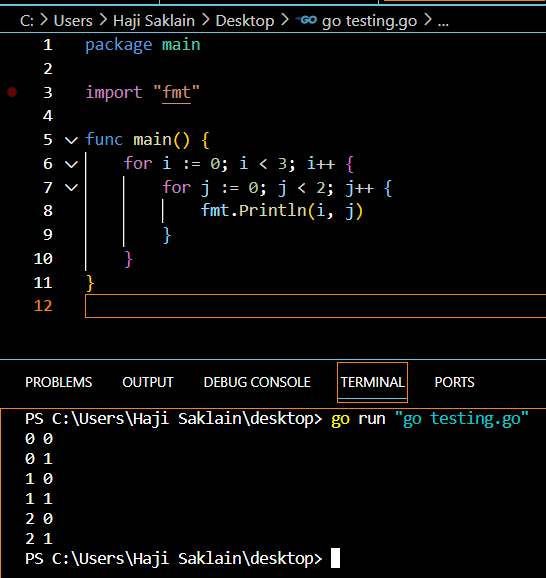 C: > Users > Haji Saklain > Desktop > GO go testing.go > ...
1 package main
2
3 import "fmt"
4
5 func main() {
6     for i := 0; i < 3; i++ {
7         for j := 0; j < 2; j++ {
8             fmt.Println(i, j)
9         }
10     }
11 }
12
PROBLEMS OUTPUT DEBUG CONSOLE TERMINAL PORTS
PS C:\Users\Haji Saklain\desktop> go run "go testing.go"
0 0
0 1
1 0
1 1
2 0
2 1
PS C:\Users\Haji Saklain\desktop>